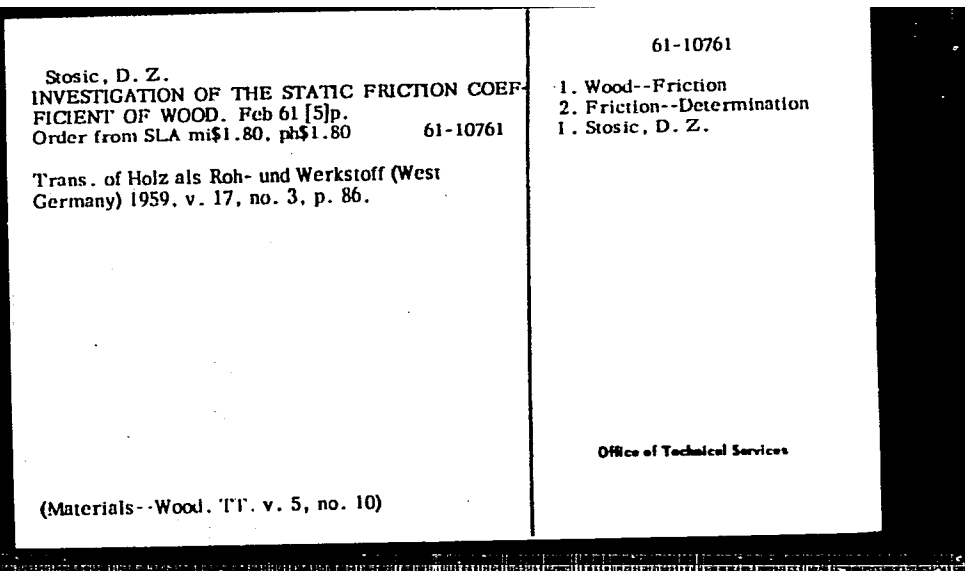 Stosic, D. Z.
INVESTIGATION OF THE STATIC FRICTION COEF-
FICIENT OF WOOD. Feb 61 [5]p.
Order from SLA mi$1.80, ph$1.80 61-10761
Trans. of Holz als Roh- und Werkstoff (West
Germany) 1959, v. 17, no. 3, p. 86.
(Materials--Wood. TT. v. 5, no. 10)
61-10761
1. Wood--Friction
2. Friction--Determination
I. Stosic, D. Z.
Office of Technical Services